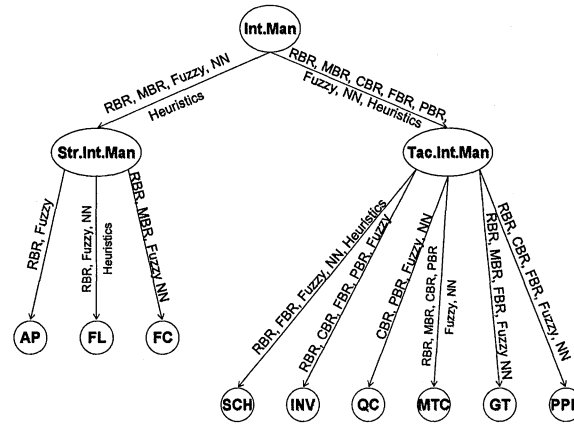 Int.Man
RBR, MBR, Fuzzy, NN
Heuristics
RBR, MBR, CBR, FBR, PBR,
Fuzzy, NN, Heuristics
Str.Int.Man
Tac.Int.Man
RBR, Fuzzy
RBR, Fuzzy, NN
Heuristics
RBR, MBR, Fuzzy NN
RBR, FBR, Fuzzy, NN, Heuristics
RBR, CBR, FBR, PBR, Fuzzy
CBR, PBR, Fuzzy, NN
RBR, MBR, CBR, PBR
Fuzzy, NN
RBR, MBR, FBR, Fuzzy NN
RBR, CBR, FBR, Fuzzy, NN
AP
FL
FC
SCH
INV
QC
MTC
GT
PPI